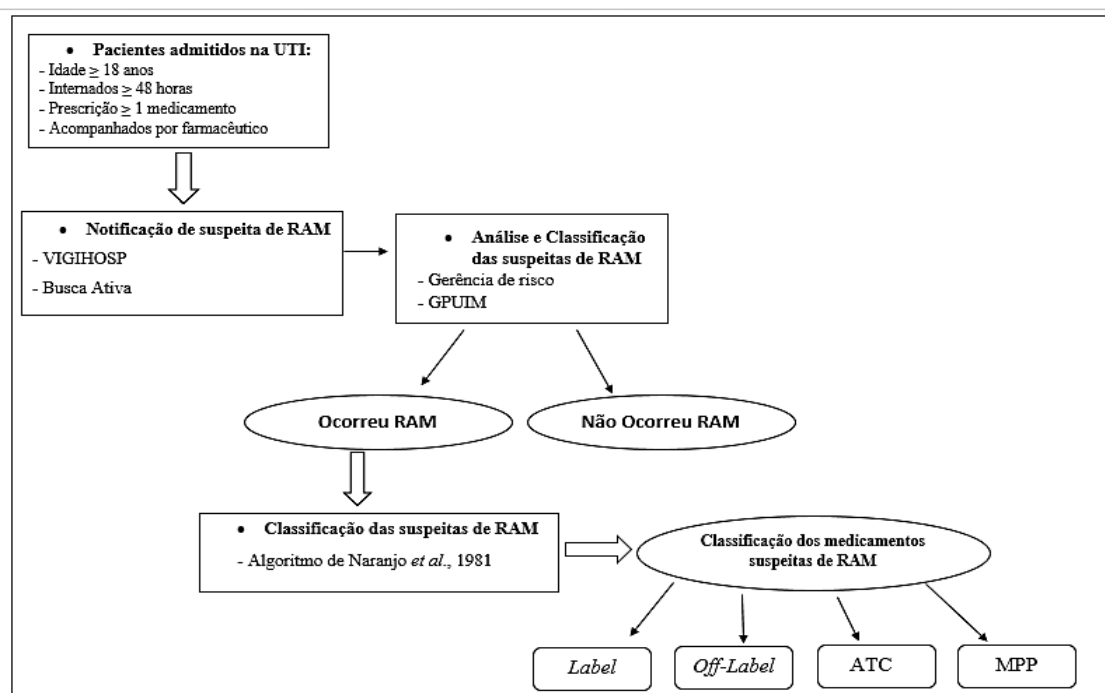 • Pacientes admitidos na UTI:
- Idade ≥ 18 anos
- Internados ≥ 48 horas
- Prescrição ≥ 1 medicamento
- Acompanhados por farmacêutico
• Notificação de suspeita de RAM
- VIGIHOSP
- Busca Ativa
• Análise e Classificação
das suspeitas de RAM
- Gerência de risco
- GPUIM
Ocorreu RAM
Não Ocorreu RAM
• Classificação das suspeitas de RAM
- Algoritmo de Naranjo et al., 1981
Classificação dos medicamentos
suspeitas de RAM
Label
Off-Label
ATC
MPP